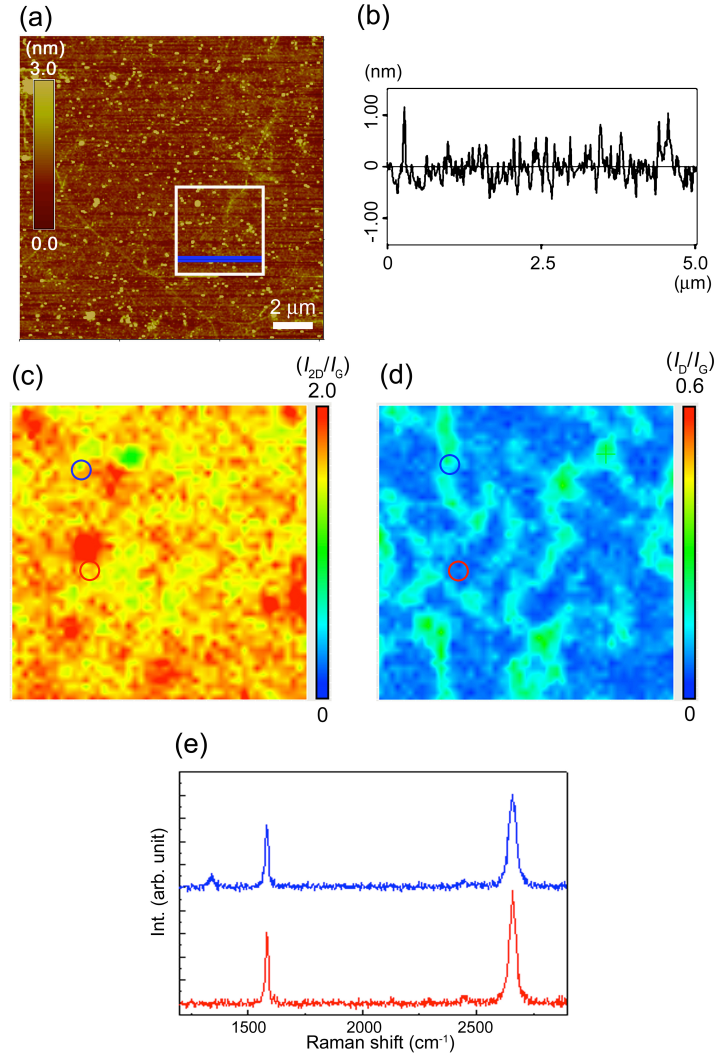 (a)
(nm)
3.0
0.0
2 μm
(b)
(nm)
1.00
0
-1.00
0
2.5
5.0
(μm)
(c)
(I2D/IG)
2.0
0
(d)
(ID/IG)
0.6
0
(e)
Int. (arb. unit)
1500
2000
2500
Raman shift (cm-1)